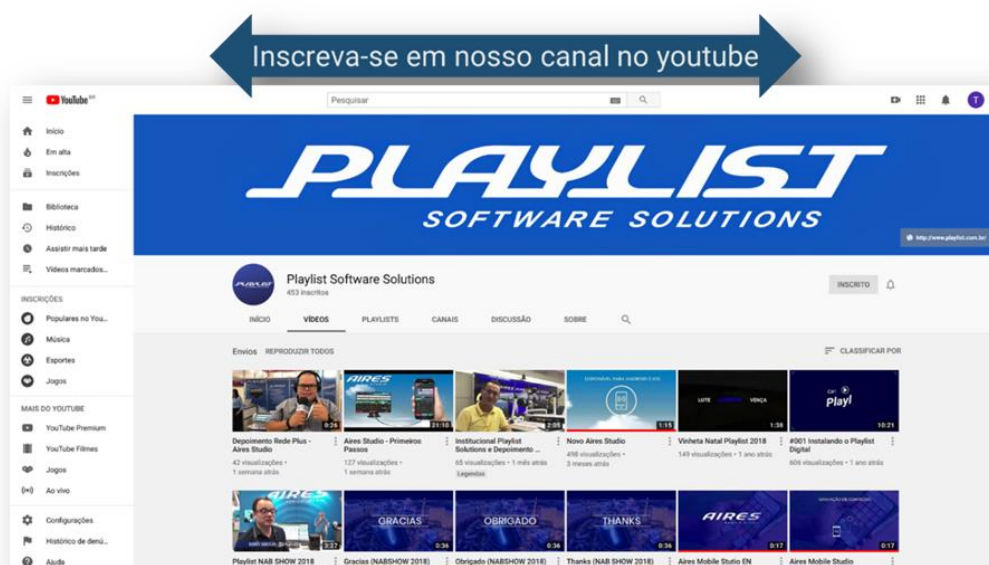 Inscreva-se em nosso canal no youtube
YouTube BR
Pesquisar
T
Início
Em alta
Inscrições
Biblioteca
Histórico
Assistir mais tarde
Vídeos marcados...
INSCRIÇÕES
Populares no You...
Música
Esportes
Jogos
MAIS DO YOUTUBE
YouTube Premium
YouTube Filmes
Jogos
Ao vivo
Configurações
Histórico de denú...
Ajuda
PLAYLIST
SOFTWARE SOLUTIONS
http://www.playlist.com.br/
PLAYLIST
Playlist Software Solutions
453 inscritos
INSCRITO
INÍCIO VÍDEOS PLAYLISTS CANAIS DISCUSSÃO SOBRE
Envios REPRODUZIR TODOS
CLASSIFICAR POR
0:26
AIRES
21:10
2:05
DISPONÍVEL PARA ANDROID E IOS
1:15
LUTE VENÇA
1:38
Playl
10:21
Depoimento Rede Plus -
Aires Studio
42 visualizações •
1 semana atrás
Aires Studio - Primeiros
Passos
127 visualizações •
1 semana atrás
Institucional Playlist
Solutions e Depoimento ...
65 visualizações • 1 mês atrás
Legendas
Novo Aires Studio
498 visualizações •
3 meses atrás
Vinheta Natal Playlist 2018
149 visualizações • 1 ano atrás
#001 Instalando o Playlist
Digital
606 visualizações • 1 ano atrás
AIRES
3:27
GRACIAS
0:36
OBRIGADO
0:36
THANKS
0:36
AIRES
0:17
0:17
Playlist NAB SHOW 2018
Gracias (NABSHOW 2018)
Obrigado (NABSHOW 2018)
Thanks (NAB SHOW 2018)
Aires Mobile Stutio EN
Aires Mobile Studio